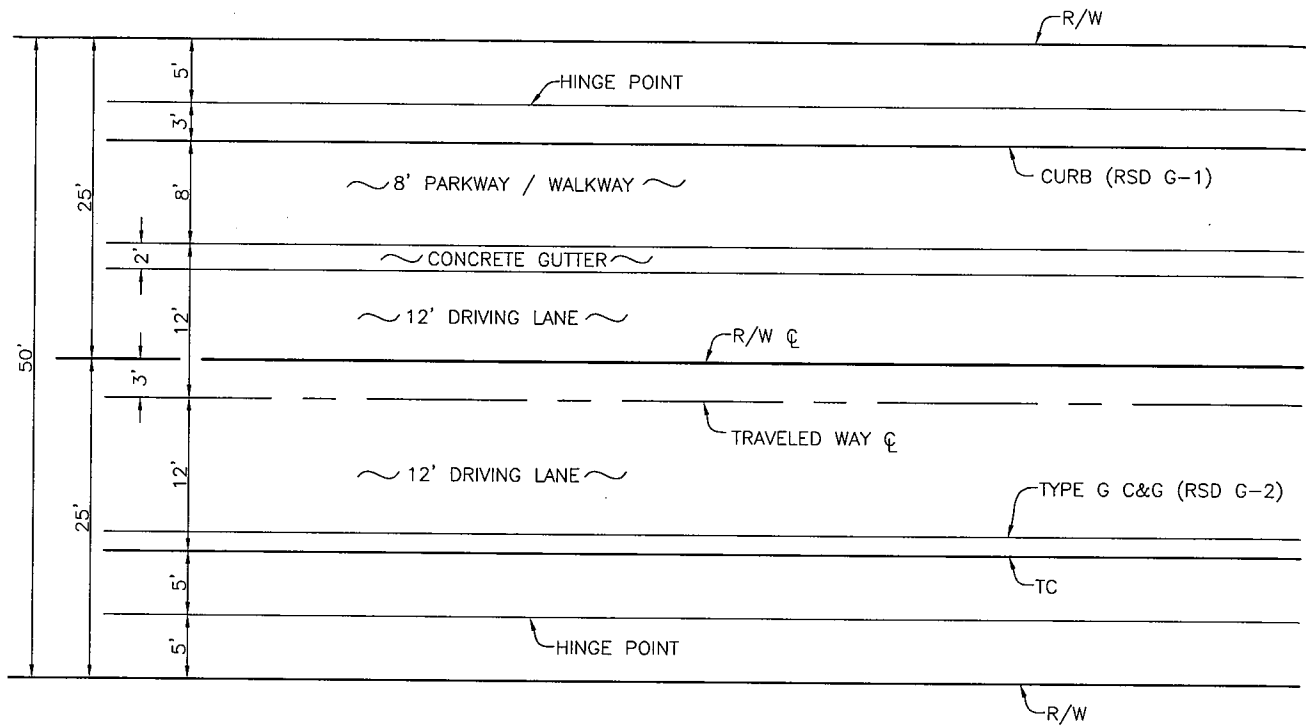 R/W
5'
HINGE POINT
3'
CURB (RSD G-1)
8' PARKWAY / WALKWAY
8'
25'
2'
CONCRETE GUTTER
12' DRIVING LANE
12'
R/W ℄
50'
3'
TRAVELED WAY ℄
12' DRIVING LANE
12'
TYPE G C&G (RSD G-2)
25'
5'
TC
5'
HINGE POINT
R/W